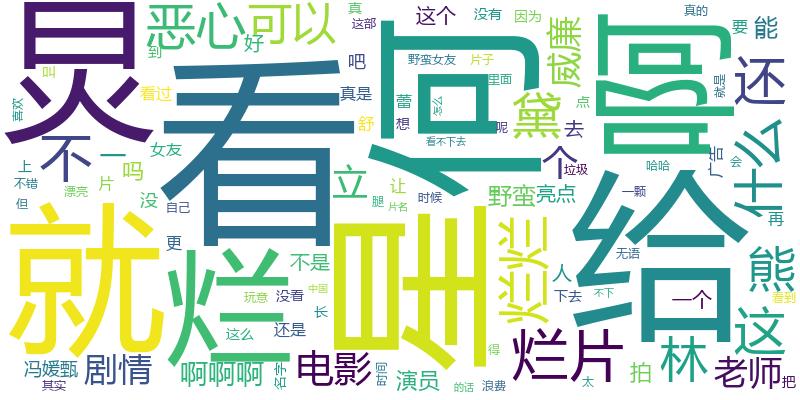 炅
恶心
可以
真
这部
这个
没有
因为
真的
要
能
到
好
叫
喜欢
看
看过
真是
吧
野蛮女友
片子
里面
何
威廉
啊
就是
还
黛
蕾
想
怎么
点
舒
呢
看不下去
去
不
一
女友
吗
片
上
不错
漂亮
但
没
自己
立
腿
让
片名
时候
个
垃圾
野蛮
亮点
哈哈
广告
会
什么
一颗
再
就
更
烂
不是
玩意
没看
中国
这么
还是
长
星
烂烂
人
下去
给
无语
不下
一个
熊
看到
这
冯媛甄
其实
剧情
啊啊啊
名字
电影
时间
演员
得
的话
浪费
烂片
太
拍
林
老师
把